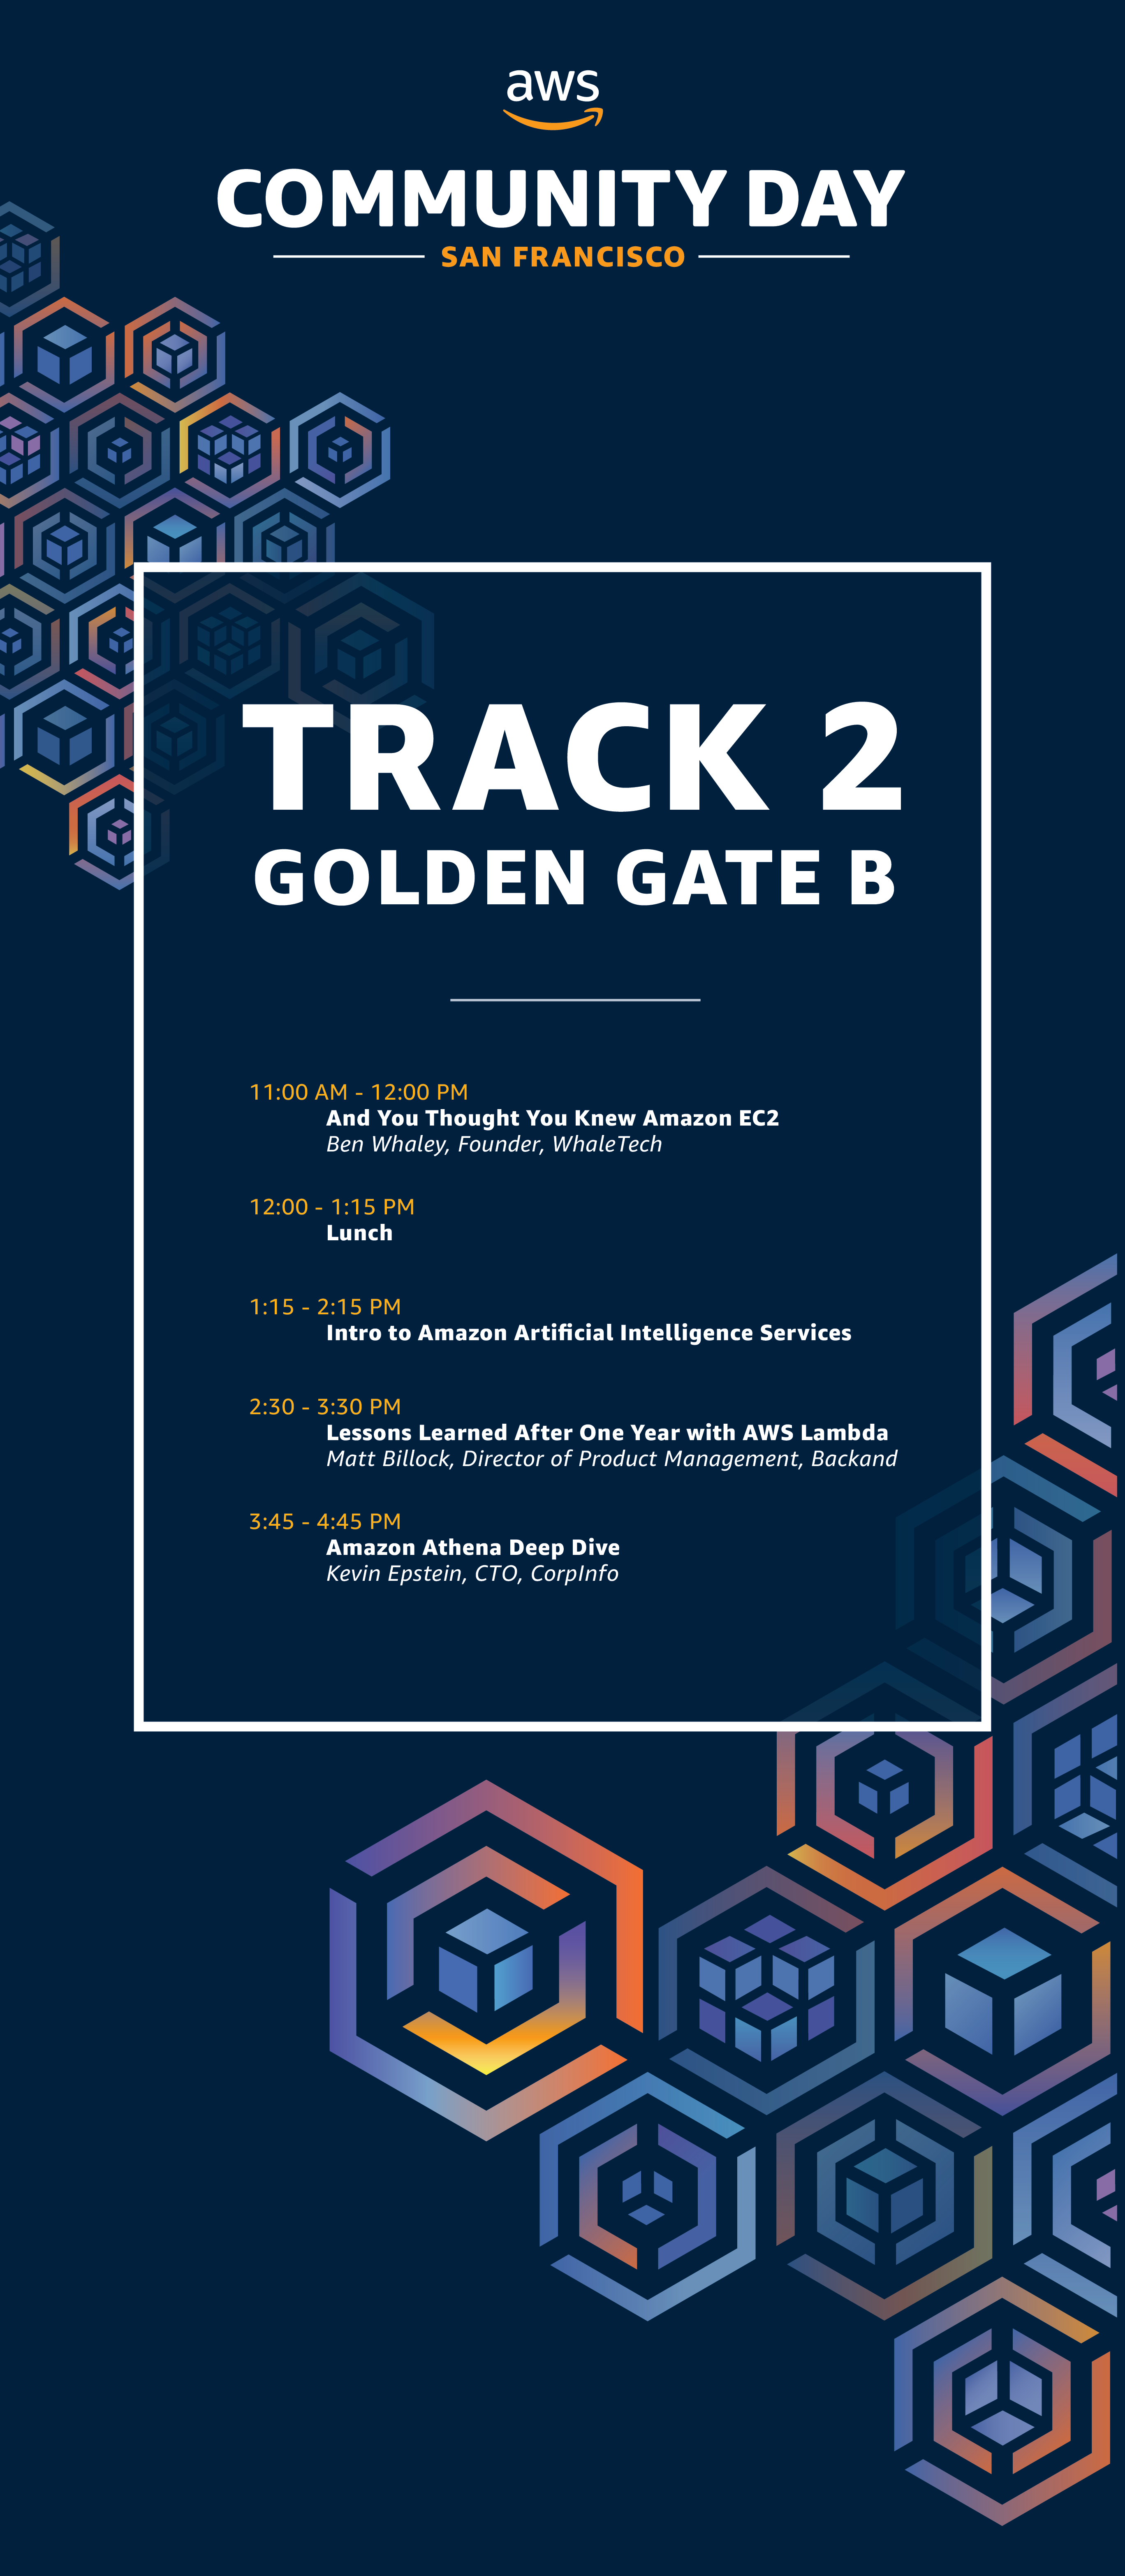 aws
COMMUNITY DAY
SAN FRANCISCO
TRACK 2
GOLDEN GATE B
11:00 AM - 12:00 PM
And You Thought You Knew Amazon EC2
Ben Whaley, Founder, WhaleTech
12:00 - 1:15 PM
Lunch
1:15 - 2:15 PM
Intro to Amazon Artificial Intelligence Services
2:30 - 3:30 PM
Lessons Learned After One Year with AWS Lambda
Matt Billock, Director of Product Management, Backand
3:45 - 4:45 PM
Amazon Athena Deep Dive
Kevin Epstein, CTO, CorpInfo